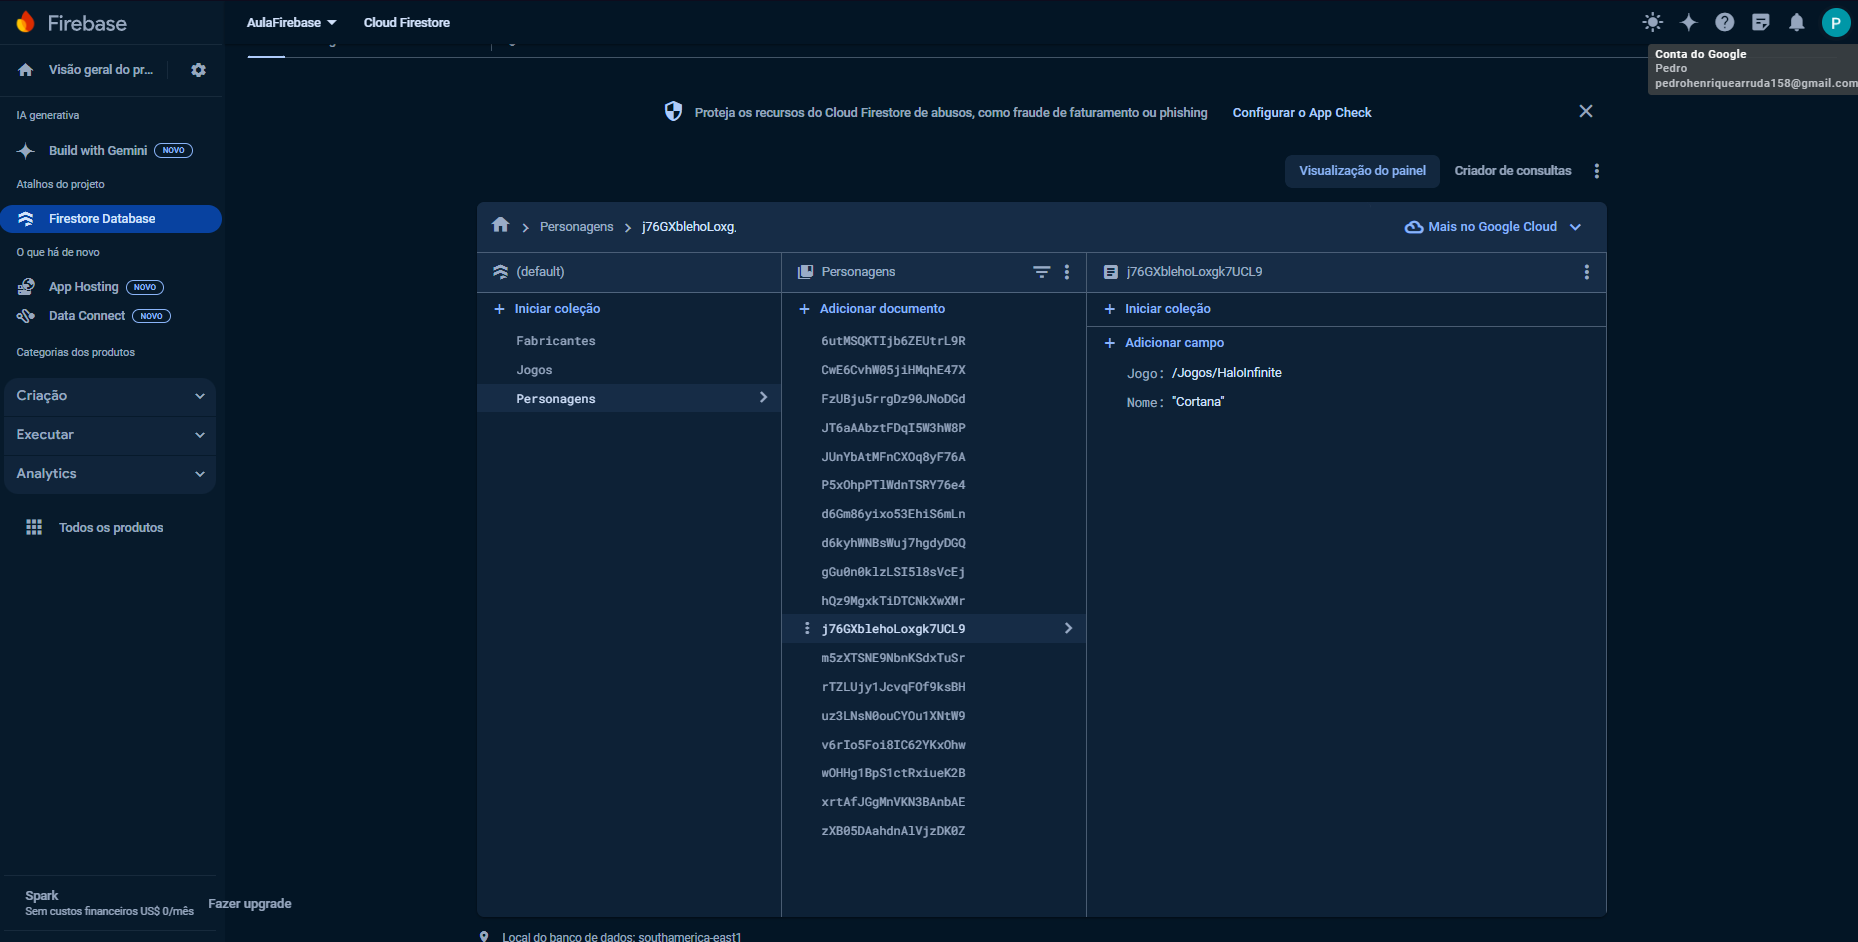 Firebase
AulaFirebase
Cloud Firestore
Conta do Google
Pedro
pedrohenriquearruda158@gmail.com
Visão geral do pr...
IA generativa
Build with Gemini NOVO
Atalhos do projeto
Firestore Database
O que há de novo
App Hosting NOVO
Data Connect NOVO
Categorias dos produtos
Criação
Executar
Analytics
Todos os produtos
Spark
Sem custos financeiros US$ 0/mês
Fazer upgrade
Proteja os recursos do Cloud Firestore de abusos, como fraude de faturamento ou phishing
Configurar o App Check
Visualização do painel
Criador de consultas
Personagens
j76GXblehoLoxg.
Mais no Google Cloud
(default)
Iniciar coleção
Fabricantes
Jogos
Personagens
Personagens
Adicionar documento
6utMSQKTIjb6ZEUtrL9R
CwE6CvhW05jiHMqhE47X
FzUBju5rrgDz90JNoDGd
JT6aAAbztFDqI5W3hW8P
JUnYbAtMFnCXOq8yF76A
P5xOhpPTlWdnTSRY76e4
d6Gm86yixo53EhiS6mLn
d6kyhWNBsWuj7hgdyDGQ
gGu0n0klzLSI5l8sVcEj
hQz9MgxkTiDTCNkXwXMr
j76GXblehoLoxgk7UCL9
m5zXTSNE9NbnKSdxTuSr
rTZLUjy1JcvqFOf9ksBH
uz3LNsN0ouCYOu1XNtW9
v6rIo5Foi8IC62YKxOhw
wOHHg1BpS1ctRxiueK2B
xrtAfJGgMnVKN3BAnbAE
zXB05DAahdnAlVjzDK0Z
j76GXblehoLoxgk7UCL9
Iniciar coleção
Adicionar campo
Jogo: /Jogos/HaloInfinite
Nome: "Cortana"
Local do banco de dados: southamerica-east1
P